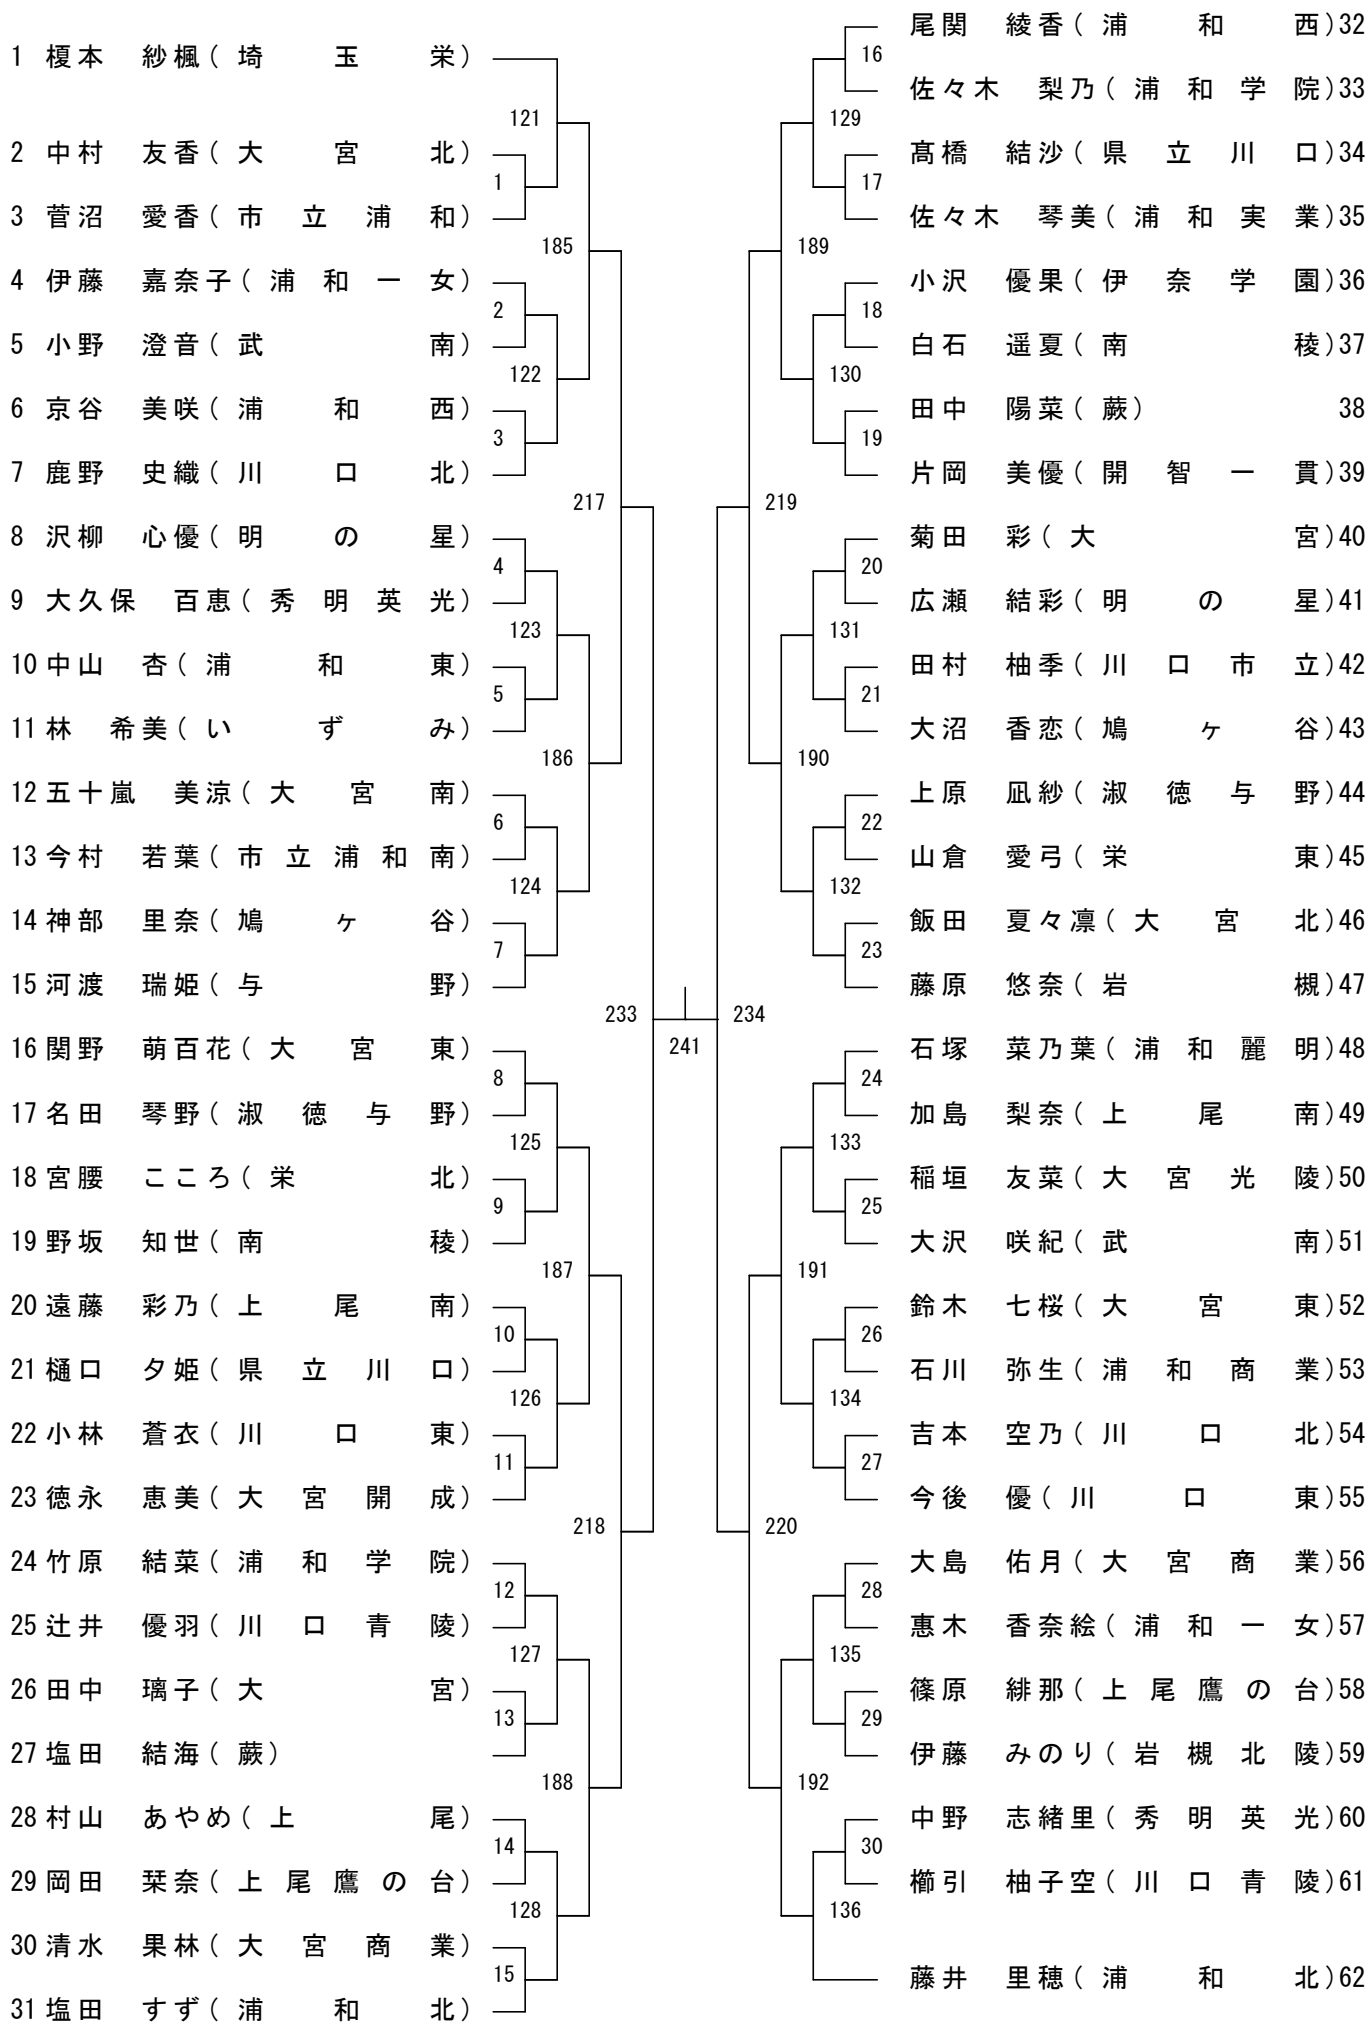 1 榎本 紗楓(埼玉栄)
2 中村 友香(大宮北)
3 菅沼 愛香(市立浦和)
4 伊藤 嘉奈子(浦和一女)
5 小野 澄音(武南)
6 京谷 美咲(浦和西)
7 鹿野 史織(川口北)
8 沢柳 心優(明の星)
9 大久保 百恵(秀明英光)
10 中山 杏(浦和東)
11 林 希美(いずみ)
12 五十嵐 美涼(大宮南)
13 今村 若葉(市立浦和南)
14 神部 里奈(鳩ヶ谷)
15 河渡 瑞姫(与野)
16 関野 萌百花(大宮東)
17 名田 琴野(淑徳与野)
18 宮腰 こころ(栄北)
19 野坂 知世(南稜)
20 遠藤 彩乃(上尾南)
21 樋口 夕姫(県立川口)
22 小林 蒼衣(川口東)
23 徳永 恵美(大宮開成)
24 竹原 結菜(浦和学院)
25 辻井 優羽(川口青陵)
26 田中 璃子(大宮)
27 塩田 結海(蕨)
28 村山 あやめ(上尾)
29 岡田 栞奈(上尾鷹の台)
30 清水 果林(大宮商業)
31 塩田 すず(浦和北)
1
2
3
4
5
6
7
8
9
10
11
12
13
14
15
121
122
123
124
125
126
127
128
185
186
187
188
217
218
233
241
234
219
220
189
190
191
192
129
130
131
132
133
134
135
136
16
17
18
19
20
21
22
23
24
25
26
27
28
29
30
尾関 綾香(浦和西)32
佐々木 梨乃(浦和学院)33
髙橋 結沙(県立川口)34
佐々木 琴美(浦和実業)35
小沢 優果(伊奈学園)36
白石 遥夏(南稜)37
田中 陽菜(蕨) 38
片岡 美優(開智一貫)39
菊田 彩(大宮)40
広瀬 結彩(明の星)41
田村 柚季(川口市立)42
大沼 香恋(鳩ヶ谷)43
上原 凪紗(淑徳与野)44
山倉 愛弓(栄東)45
飯田 夏々凛(大宮北)46
藤原 悠奈(岩槻)47
石塚 菜乃葉(浦和麗明)48
加島 梨奈(上尾南)49
稲垣 友菜(大宮光陵)50
大沢 咲紀(武南)51
鈴木 七桜(大宮東)52
石川 弥生(浦和商業)53
吉本 空乃(川口北)54
今後 優(川口東)55
大島 佑月(大宮商業)56
惠木 香奈絵(浦和一女)57
篠原 緋那(上尾鷹の台)58
伊藤 みのり(岩槻北陵)59
中野 志緒里(秀明英光)60
櫛引 柚子空(川口青陵)61
藤井 里穂(浦和北)62